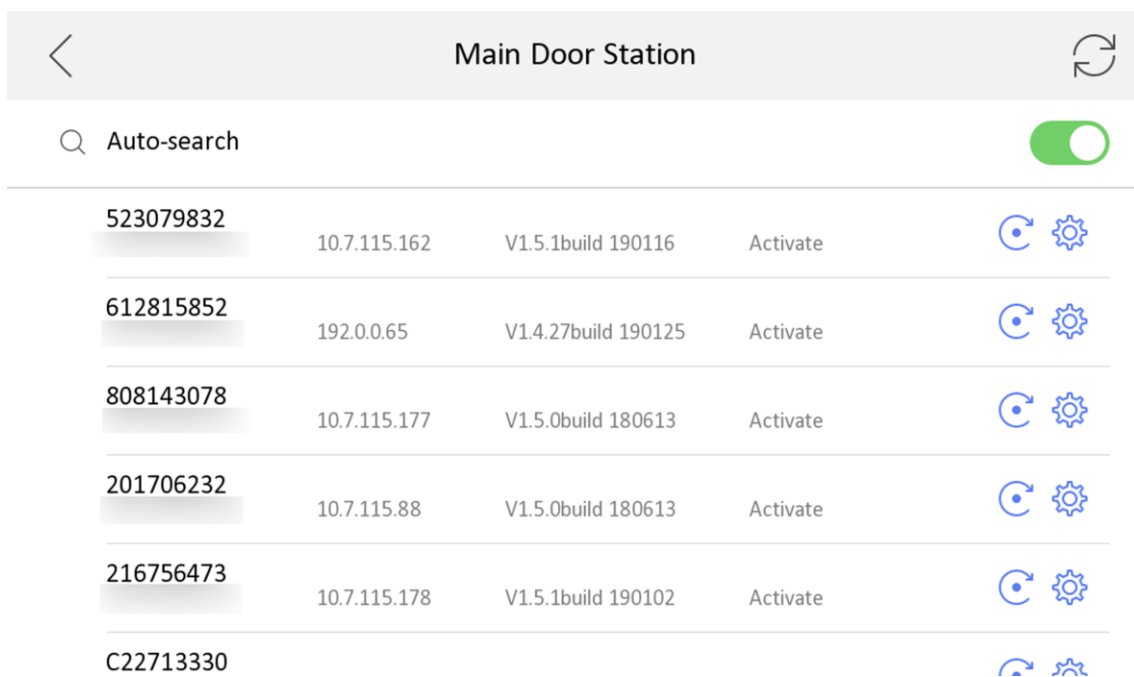 Main Door Station
Auto-search
523079832
10.7.115.162 V1.5.1build 190116 Activate
612815852
192.0.0.65 V1.4.27build 190125 Activate
808143078
10.7.115.177 V1.5.0build 180613 Activate
201706232
10.7.115.88 V1.5.0build 180613 Activate
216756473
10.7.115.178 V1.5.1build 190102 Activate
C22713330